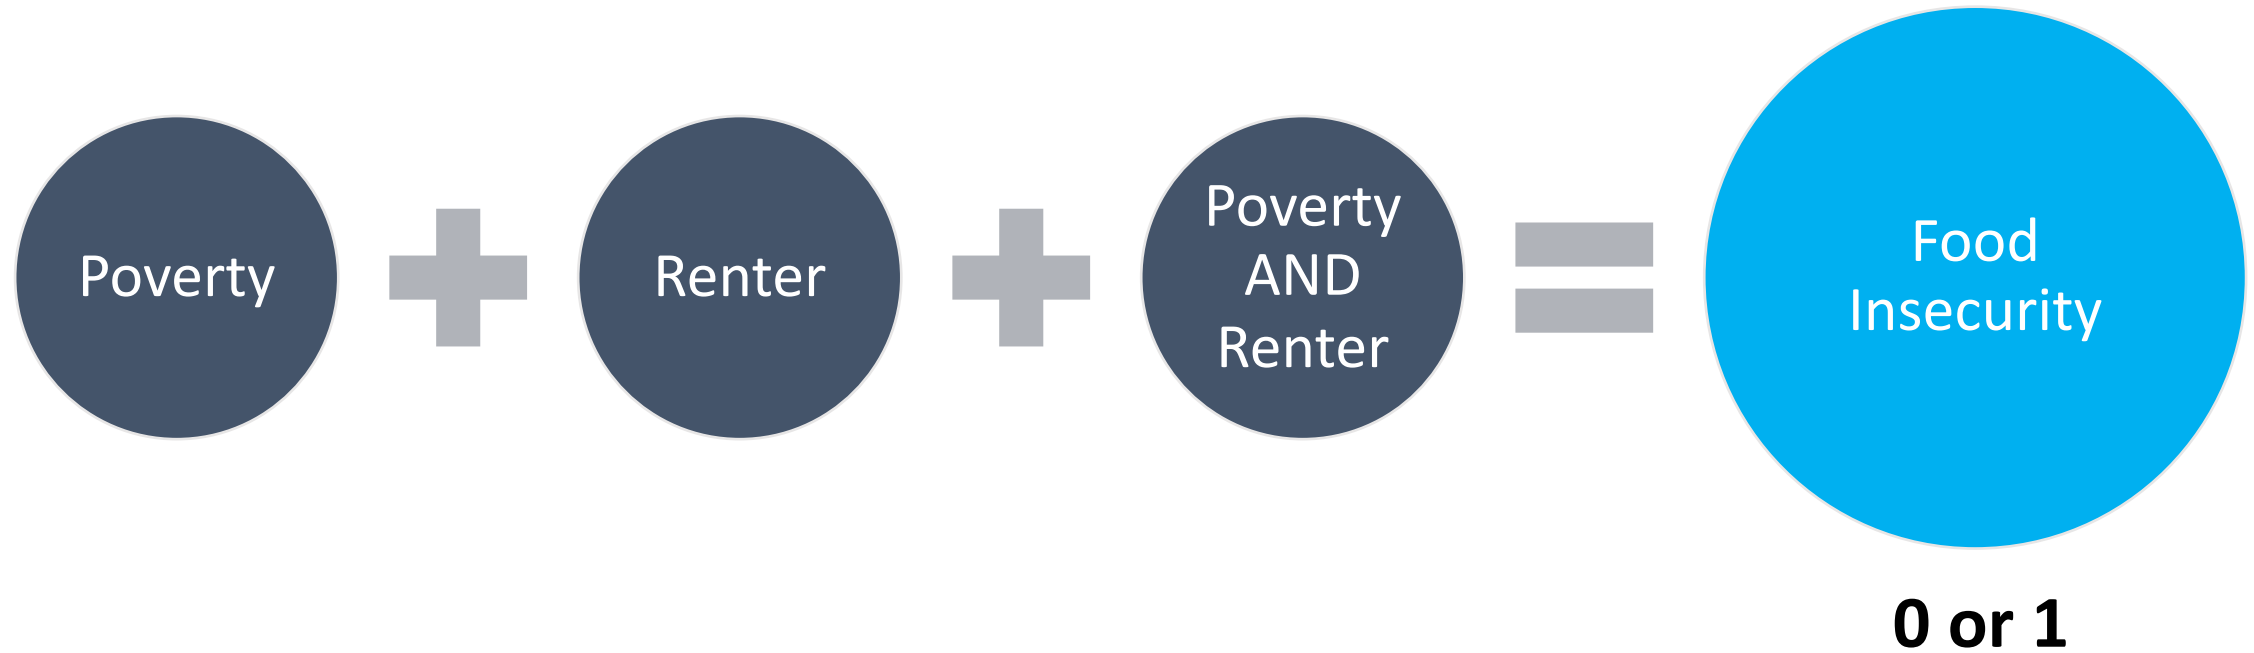 Poverty
Renter
Poverty
AND
Renter
Food
Insecurity
0 or 1